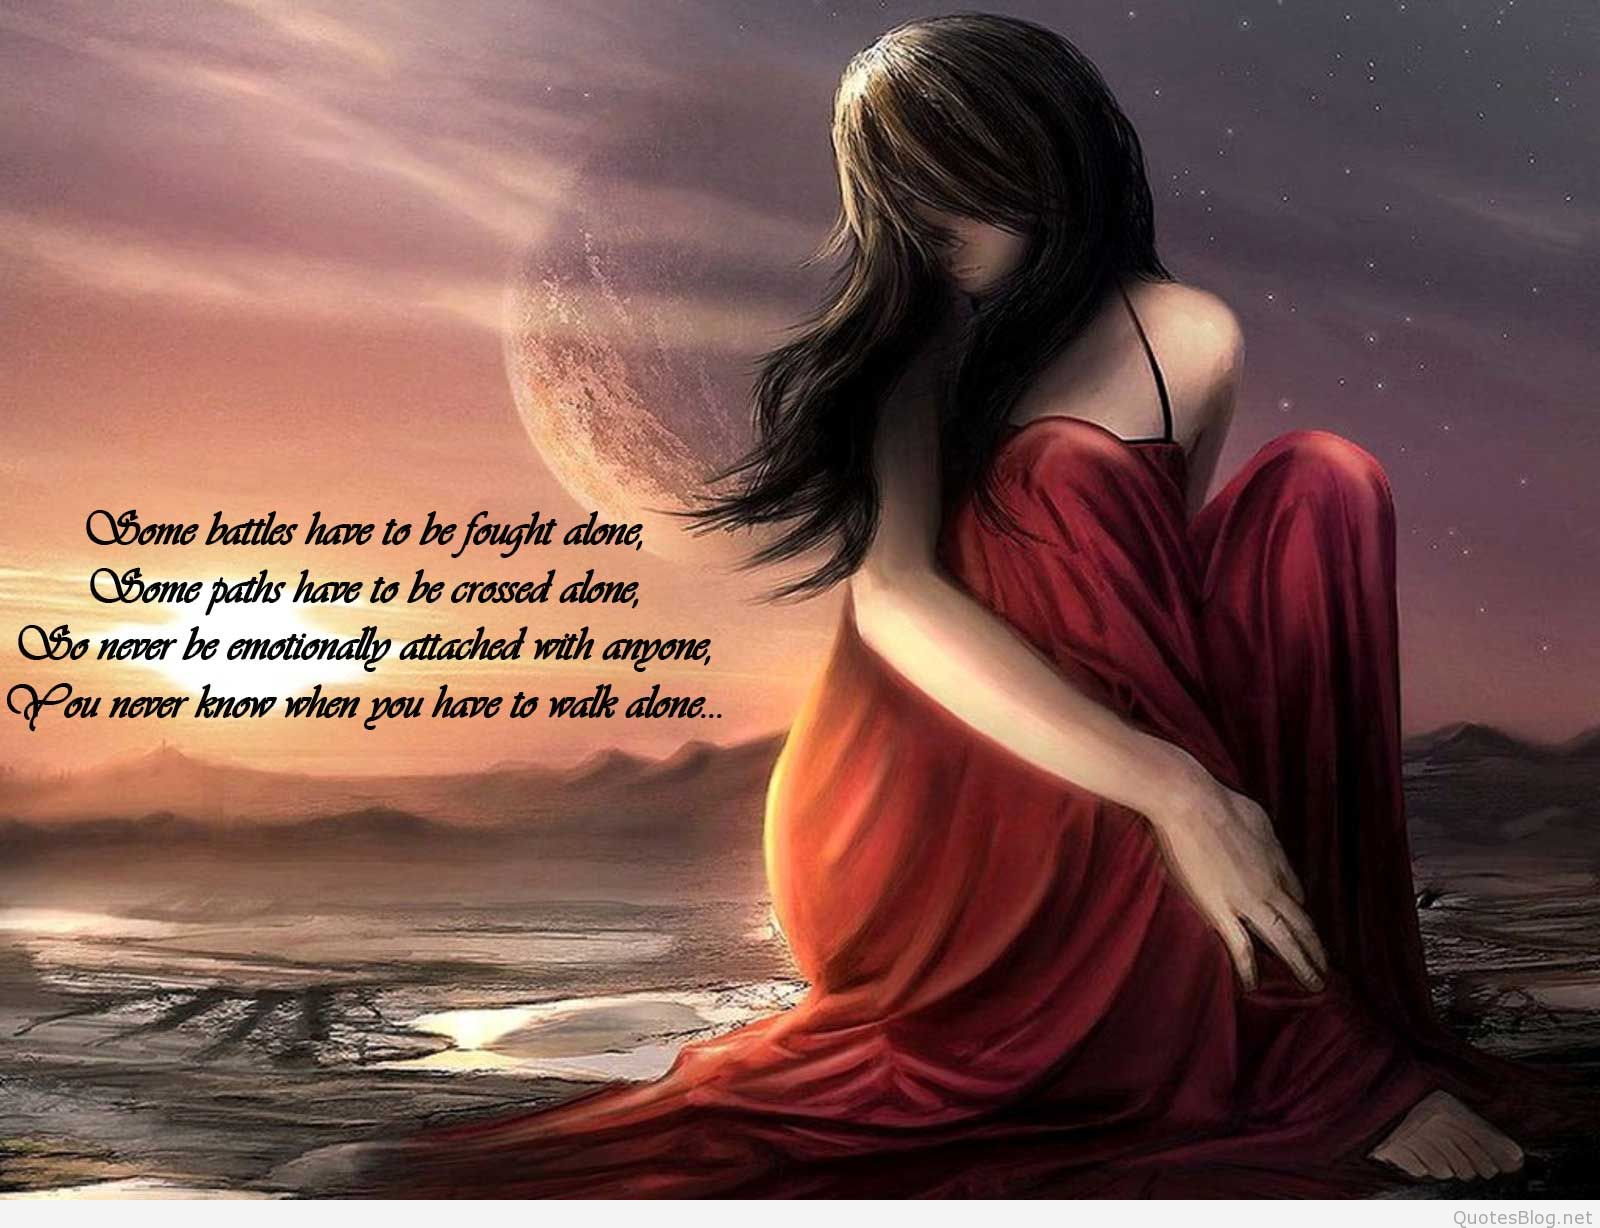 Some battles have to be fought alone,
Some paths have to be crossed alone,
So never be emotionally attached with anyone,
You never know when you have to walk alone...
QuotesBlog.net